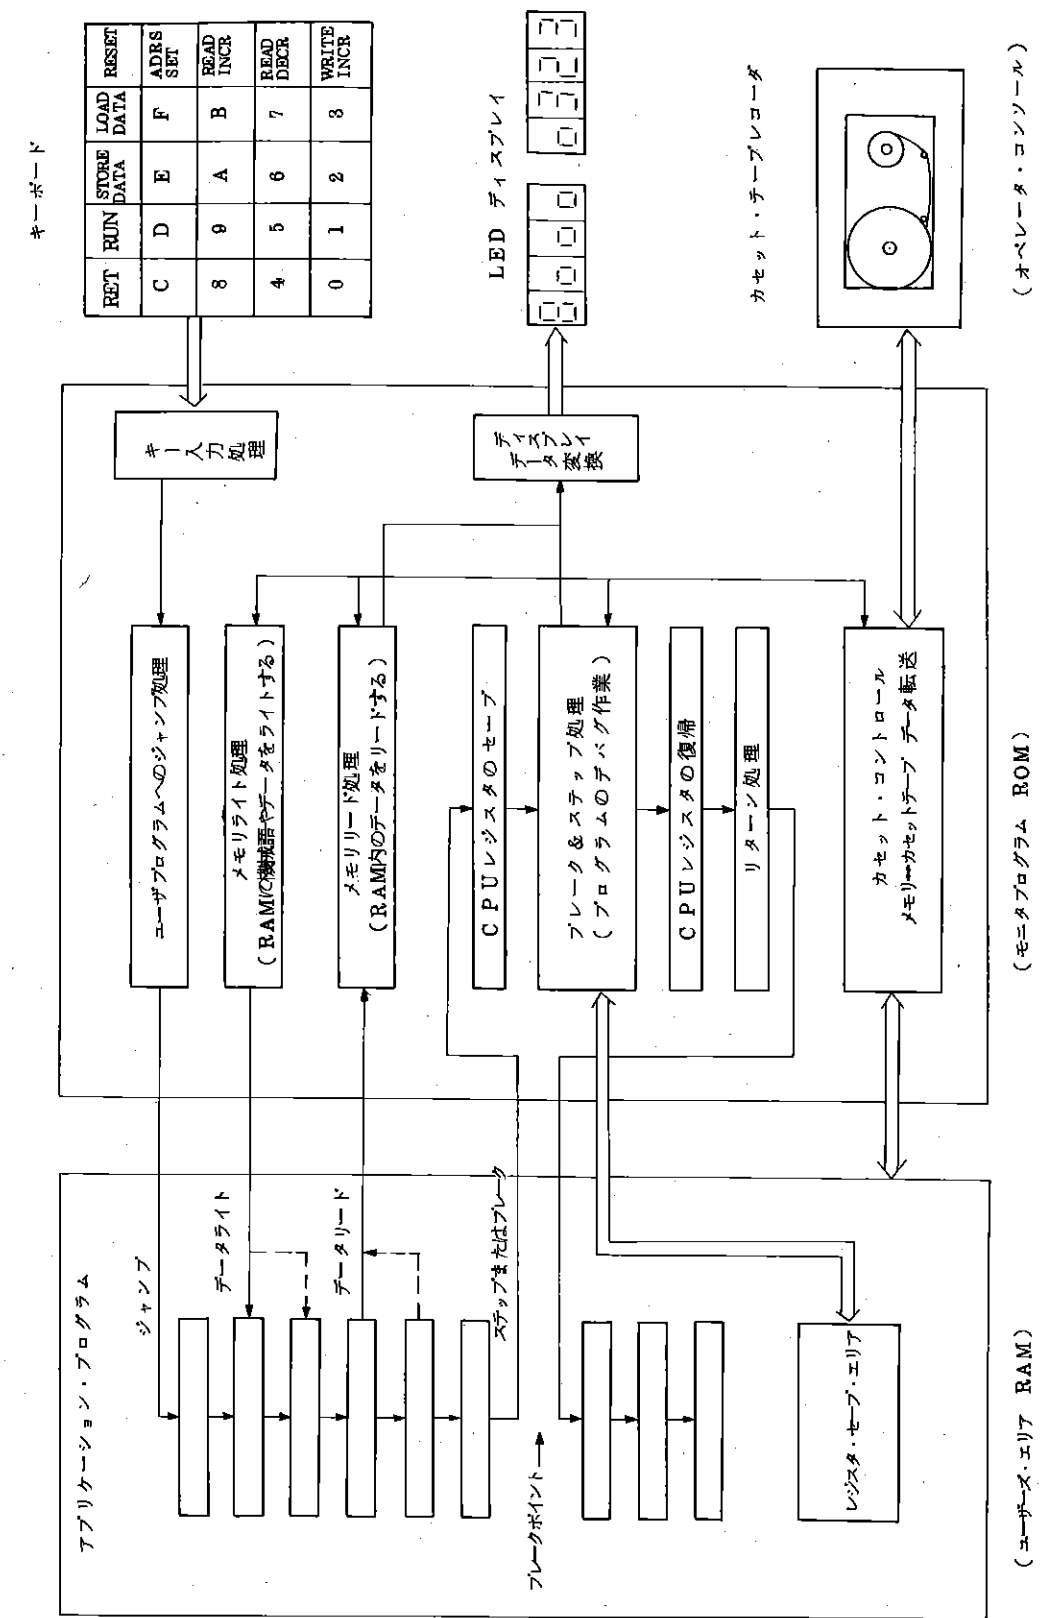 アプリケーション・プログラム
ジャンプ
データライト
データリード
ステップまたはブレーク
ブレークポイント
レジスタ・セーブ・エリア
(ユーザーズ・エリア RAM)
ユーザプログラムへのジャンプ処理
メモリライト処理
(RAMに機械語やデータをライトする)
メモリリード処理
(RAM内のデータをリードする)
CPUレジスタのセーブ
ブレーク&ステップ処理
(プログラムのデバグ作業)
CPUレジスタの復帰
リターン処理
カセット・コントロール
メモリーカセットテープ データ転送
キー入力
処理
ディスプレイ
データ変換
(モニタプログラム ROM)
キーボード
RET RUN STORE DATA LOAD DATA RESET
C D E F ADRS SET
8 9 A B READ INCR
4 5 6 7 READ DECR
0 1 2 3 WRITE INCR
LED ディスプレイ
8000 0323
カセット・テープレコーダ
(オペレータ・コンソール)